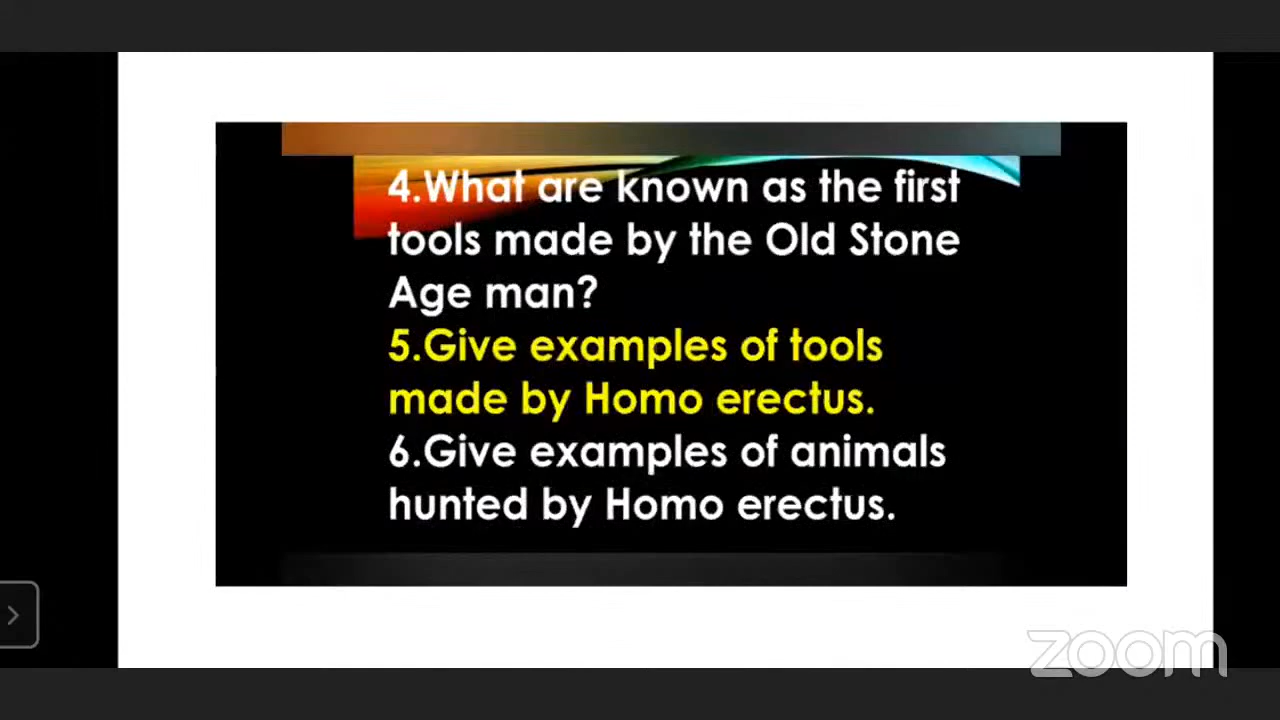 4.What are known as the first
tools made by the Old Stone
Age man?
5.Give examples of tools
made by Homo erectus.
6.Give examples of animals
hunted by Homo erectus.
zoom